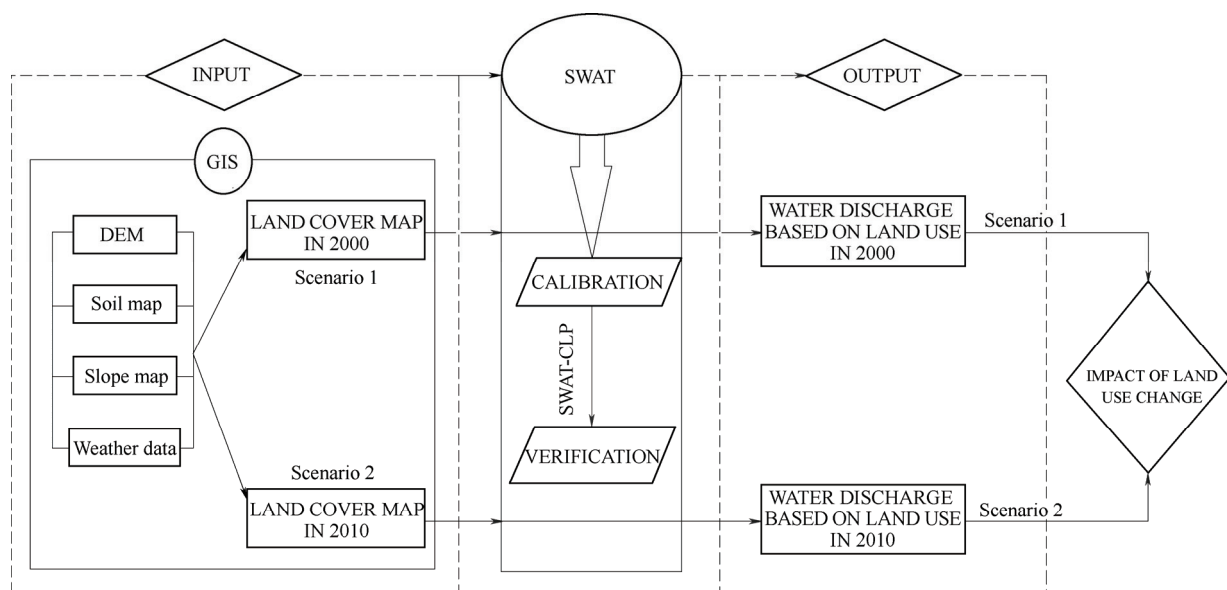 INPUT
SWAT
OUTPUT
GIS
DEM
Soil map
Slope map
Weather data
LAND COVER MAP
IN 2000
Scenario 1
Scenario 2
LAND COVER MAP
IN 2010
CALIBRATION
SWAT-CLP
VERIFICATION
WATER DISCHARGE
BASED ON LAND USE
IN 2000
Scenario 1
WATER DISCHARGE
BASED ON LAND USE
IN 2010
Scenario 2
IMPACT OF LAND
USE CHANGE